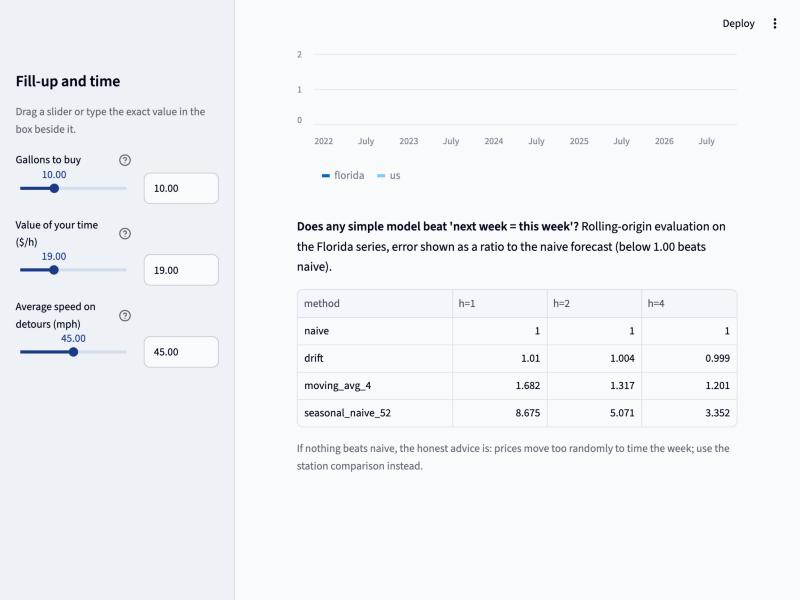 Deploy
Fill-up and time
Drag a slider or type the exact value in the
box beside it.
Gallons to buy
10.00
10.00
Value of your time
($/h)
19.00
19.00
Average speed on
detours (mph)
45.00
45.00
2
1
0
2022 July 2023 July 2024 July 2025 July 2026 July
florida us
Does any simple model beat 'next week = this week'? Rolling-origin evaluation on
the Florida series, error shown as a ratio to the naive forecast (below 1.00 beats
naive).
method h=1 h=2 h=4
naive 1 1 1
drift 1.01 1.004 0.999
moving_avg_4 1.682 1.317 1.201
seasonal_naive_52 8.675 5.071 3.352
If nothing beats naive, the honest advice is: prices move too randomly to time the week; use the
station comparison instead.